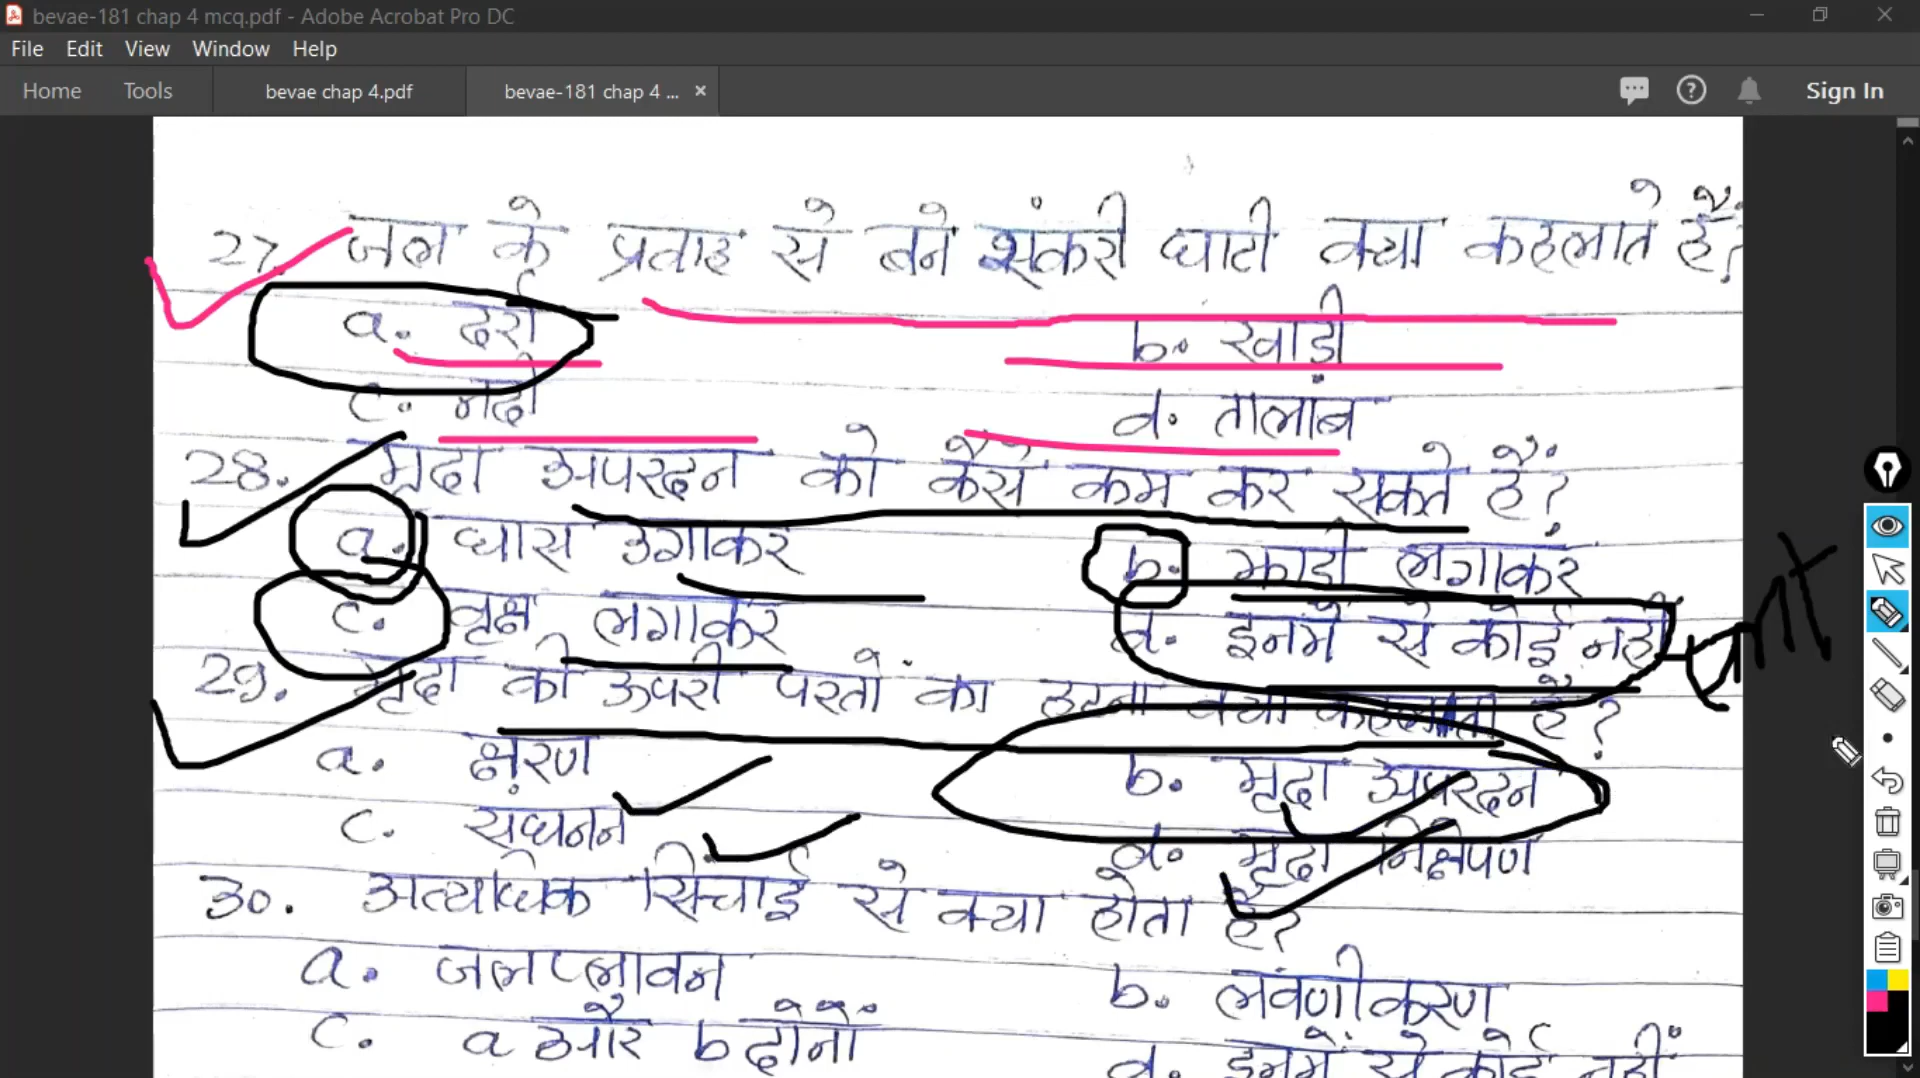 bevae-181 chap 4 mcq.pdf - Adobe Acrobat Pro DC
File Edit View Window Help
Home Tools bevae chap 4.pdf bevae-181 chap 4 ... × Sign In
27. जल के प्रवाह से बने संकरी घाटी क्या कहलाते हैं?
a. दर्रा b. खाड़ी
c. नदी d. तालाब
28. मृदा अपरदन को कैसे कम कर सकते हैं?
a. घास उगाकर b. झाडी लगाकर
c. वृक्ष लगाकर d. इनमें से कोई नहीं
29. मृदा की ऊपरी परतों का हटना क्या कहलाता है?
a. क्षरण b. मृदा अपरदन
c. संघनन d. मृदा निक्षेपण
30. अत्यधिक सिंचाई से क्या होता है?
a. जलप्लावन b. लवणीकरण
c. a और b दोनों d. इनमें से कोई नहीं